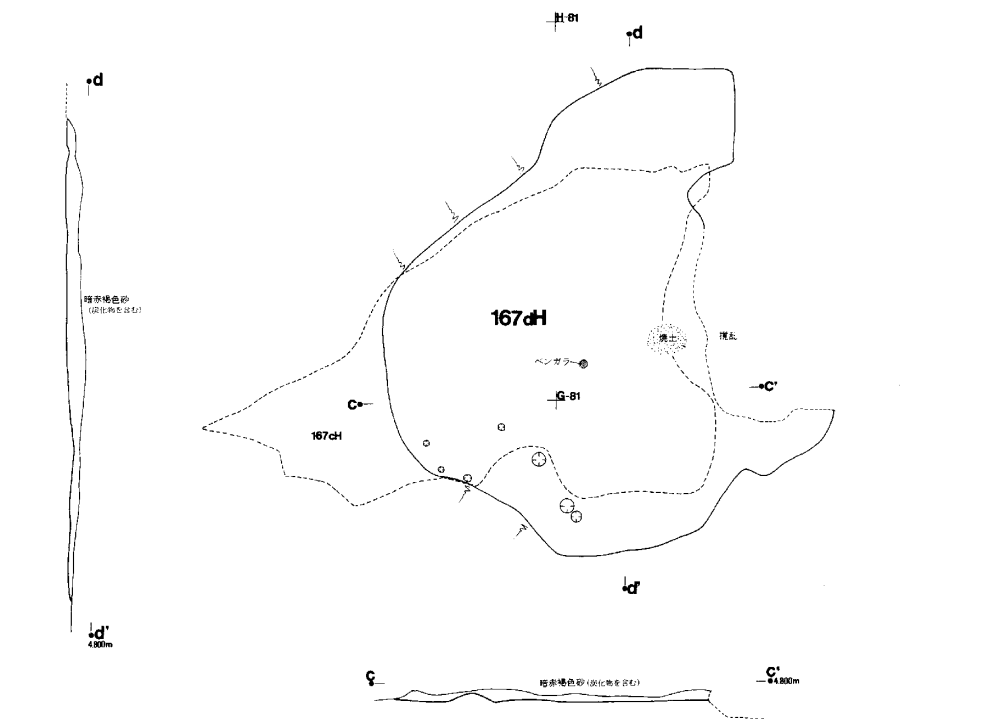 H-81
d
d
暗赤褐色砂
(炭化物を含む)
167dH
焼土
攪乱
ベンガラ
G-81
C
C'
167cH
d'
d'
4.800m
C
暗赤褐色砂(炭化物を含む)
C'
4.800m